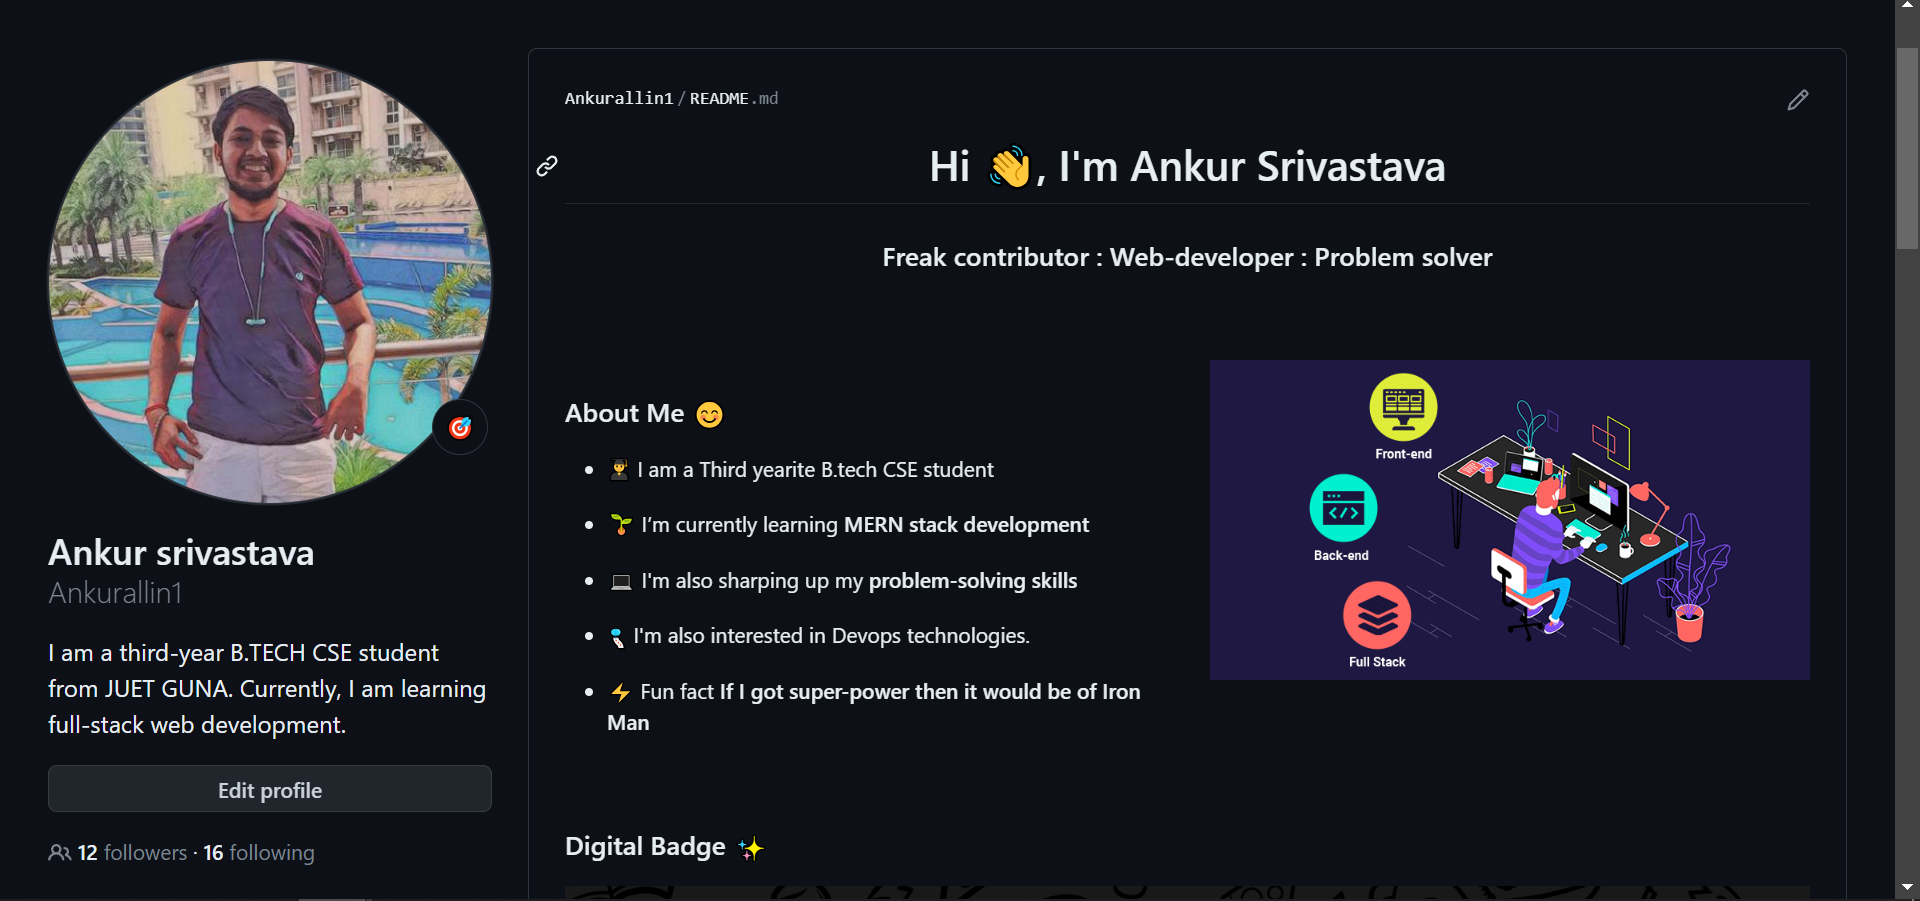 Ankur srivastava
Ankurallin1
I am a third-year B.TECH CSE student
from JUET GUNA. Currently, I am learning
full-stack web development.
Edit profile
12 followers · 16 following
Ankurallin1/README.md
Hi 👋, I'm Ankur Srivastava
Freak contributor : Web-developer : Problem solver
About Me 😊
I am a Third yearite B.tech CSE student
I’m currently learning MERN stack development
I'm also sharping up my problem-solving skills
I'm also interested in Devops technologies.
Fun fact If I got super-power then it would be of Iron
Man
Front-end
Back-end
Full Stack
Digital Badge ✨